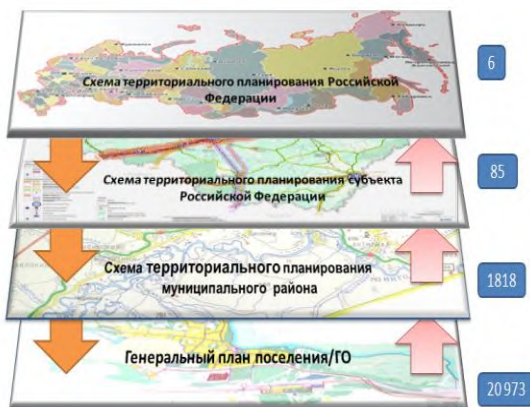 Схема территориального планирования Российской
Федерации
6
Схема территориального планирования субъекта
Российской Федерации
85
Схема территориального планирования
муниципального района
1818
Генеральный план поселения/ГО
20973